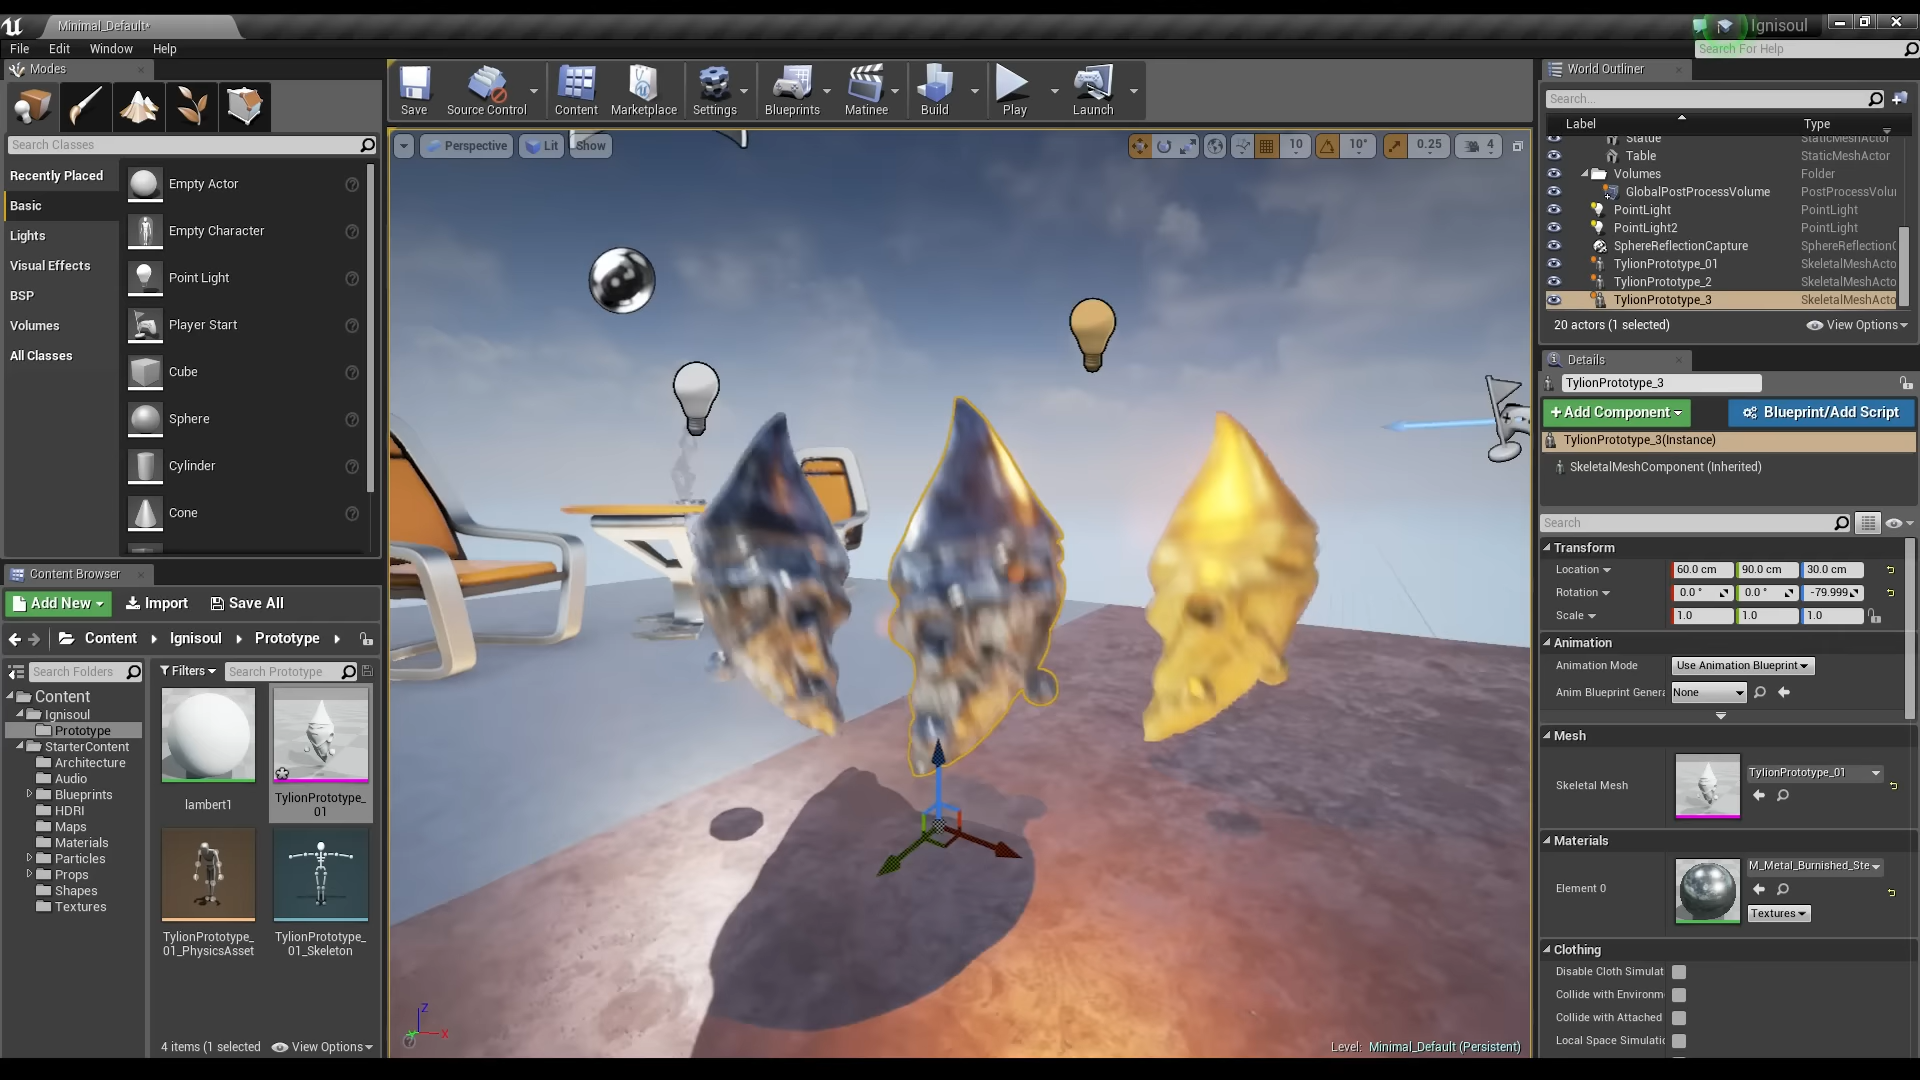 Minimal_Default*
Ignisoul
File Edit Window Help
Search For Help
Modes
Search Classes
Recently Placed
Basic
Lights
Visual Effects
BSP
Volumes
All Classes
Empty Actor
Empty Character
Point Light
Player Start
Cube
Sphere
Cylinder
Cone
Save
Source Control
Content
Marketplace
Settings
Blueprints
Matinee
Build
Play
Launch
Perspective
Lit
Show
10
10°
0.25
4
Level: Minimal_Default (Persistent)
Z
X
Content Browser
Add New
Import
Save All
Content
Ignisoul
Prototype
Search Folders
Filters
Search Prototype
Content
Ignisoul
Prototype
StarterContent
Architecture
Audio
Blueprints
HDRI
Maps
Materials
Particles
Props
Shapes
Textures
lambert1
TylionPrototype_
01
TylionPrototype_
01_PhysicsAsset
TylionPrototype_
01_Skeleton
4 items (1 selected
View Options
World Outliner
Search...
Label Type
Statue StaticMeshActor
Table StaticMeshActor
Volumes Folder
GlobalPostProcessVolume PostProcessVolu
PointLight PointLight
PointLight2 PointLight
SphereReflectionCapture SphereReflectionC
TylionPrototype_01 SkeletalMeshActo
TylionPrototype_2 SkeletalMeshActo
TylionPrototype_3 SkeletalMeshActo
20 actors (1 selected)
View Options
Details
TylionPrototype_3
+Add Component
Blueprint/Add Script
TylionPrototype_3(Instance)
SkeletalMeshComponent (Inherited)
Search
Transform
Location 60.0 cm 90.0 cm 30.0 cm
Rotation 0.0 ° 0.0 ° -79.999
Scale 1.0 1.0 1.0
Animation
Animation Mode Use Animation Blueprint
Anim Blueprint Genera None
Mesh
Skeletal Mesh TylionPrototype_01
Materials
Element 0 M_Metal_Burnished_Ste
Textures
Clothing
Disable Cloth Simulat
Collide with Environm
Collide with Attached
Local Space Simulatio